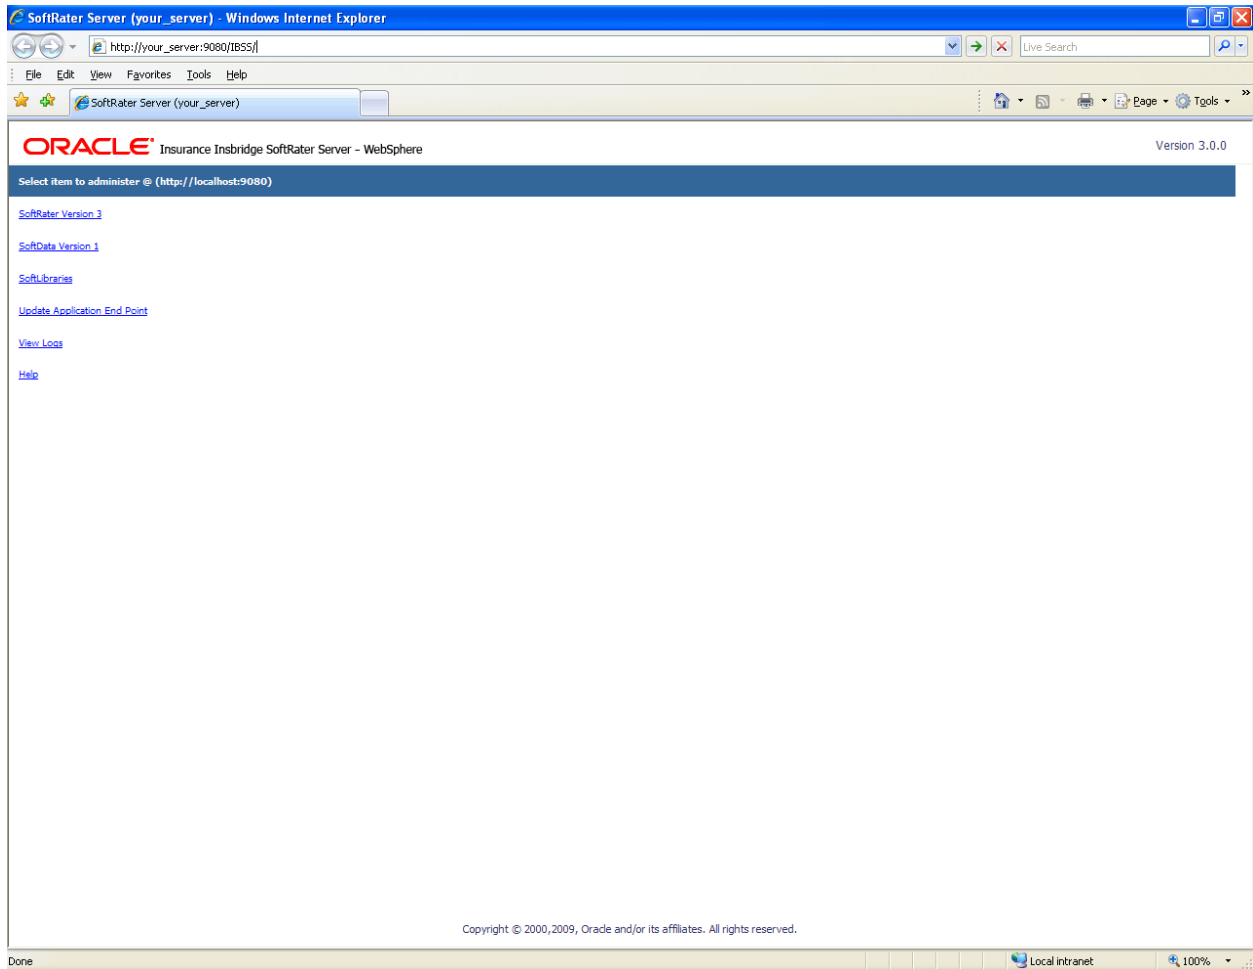 SoftRater Server (your_server) - Windows Internet Explorer
http://your_server:9080/IBSS/
Live Search
File Edit View Favorites Tools Help
SoftRater Server (your_server)
Page Tools »
ORACLE Insurance Insbridge SoftRater Server - WebSphere
Version 3.0.0
Select item to administer @ (http://localhost:9080)
SoftRater Version 3
SoftData Version 1
SoftLibraries
Update Application End Point
View Logs
Help
Copyright © 2000,2009, Oracle and/or its affiliates. All rights reserved.
Done Local intranet 100%